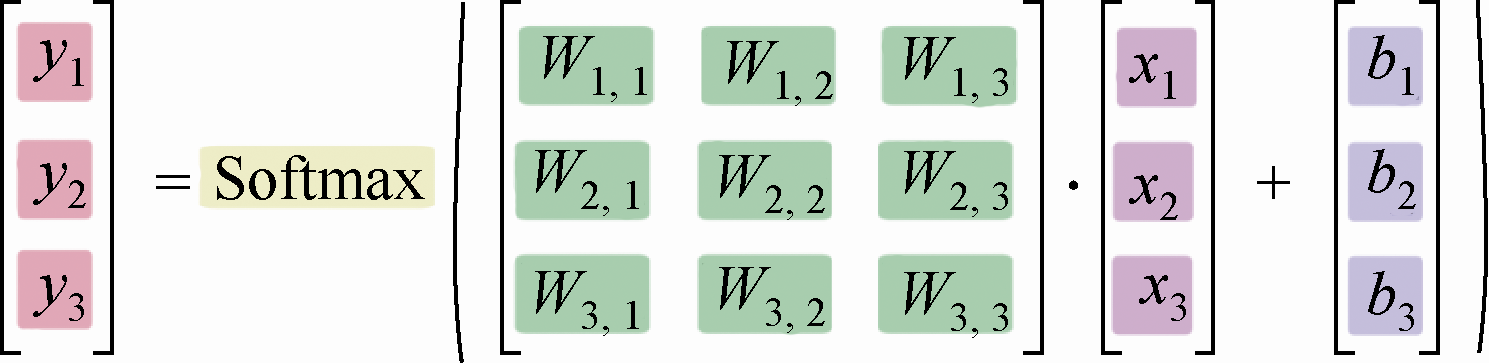 [y₁] [W₁, ₁ W₁, ₂ W₁, ₃] [x₁] [b₁]
[y₂] = Softmax ( [W₂, ₁ W₂, ₂ W₂, ₃] · [x₂] + [b₂] )
[y₃] [W₃, ₁ W₃, ₂ W₃, ₃] [x₃] [b₃]